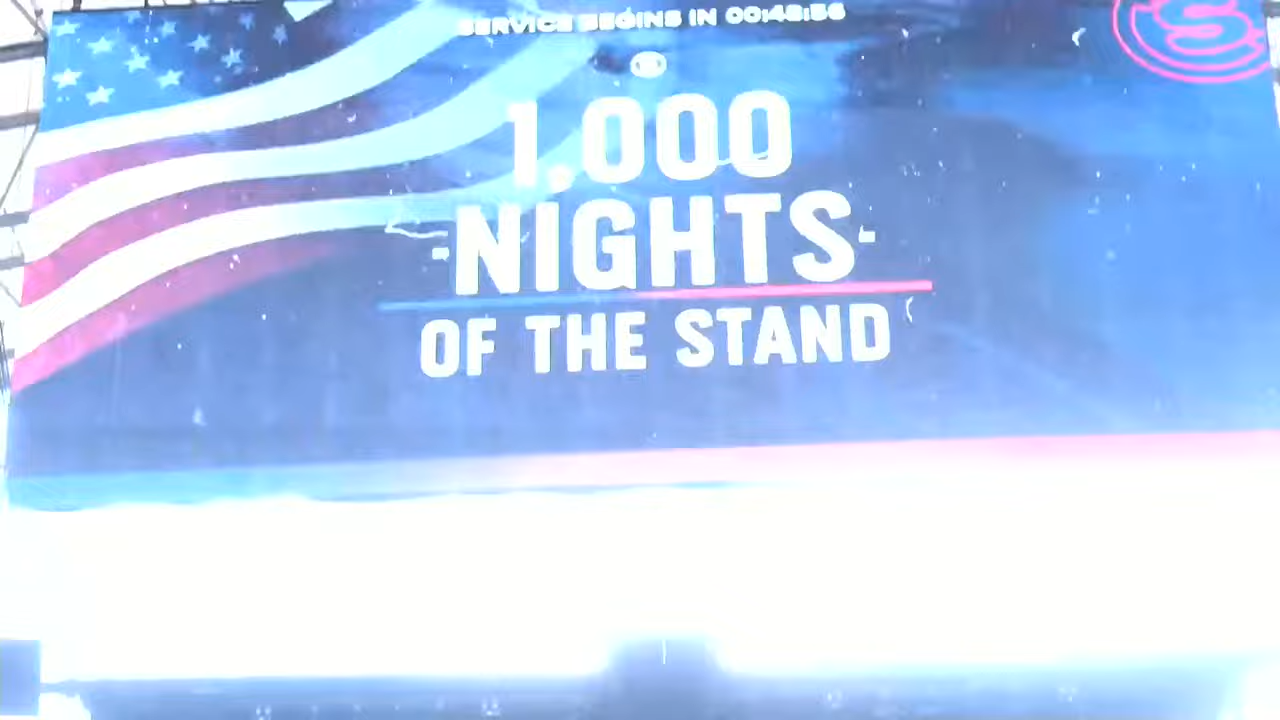 SERVICE BEGINS IN 00:48:56
1,000
-NIGHTS-
OF THE STAND
S